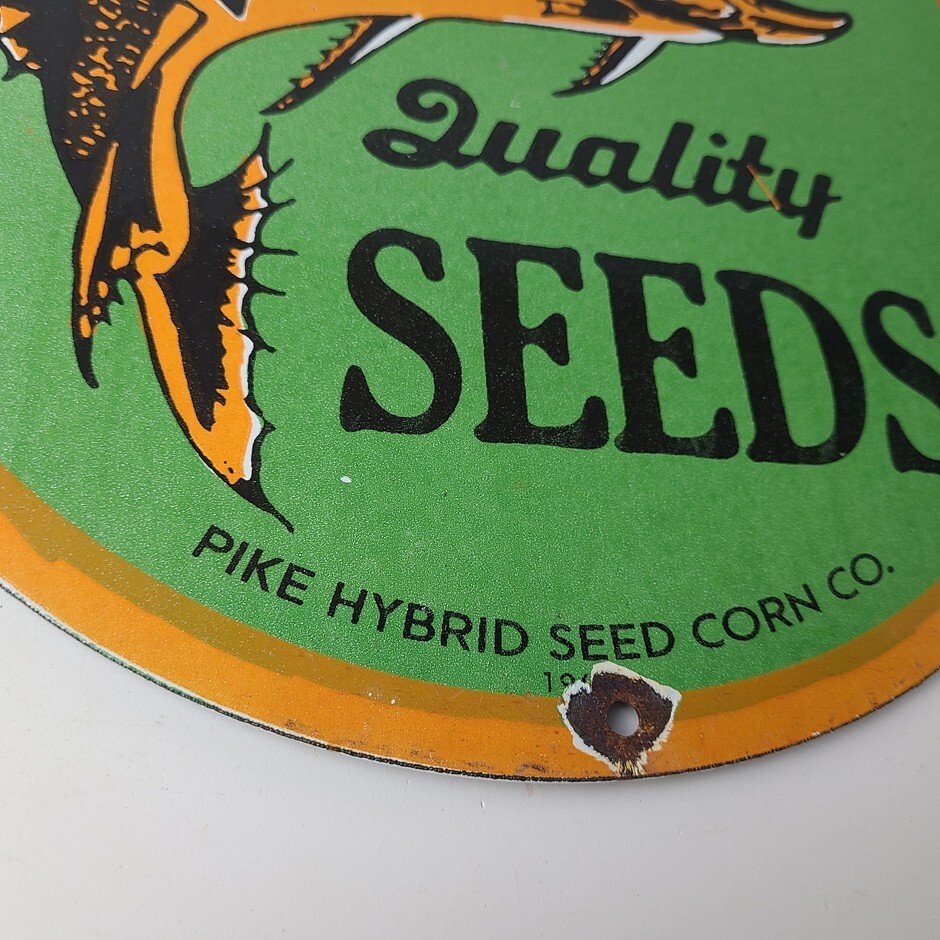 Quality
SEEDS
PIKE HYBRID SEED CORN CO.